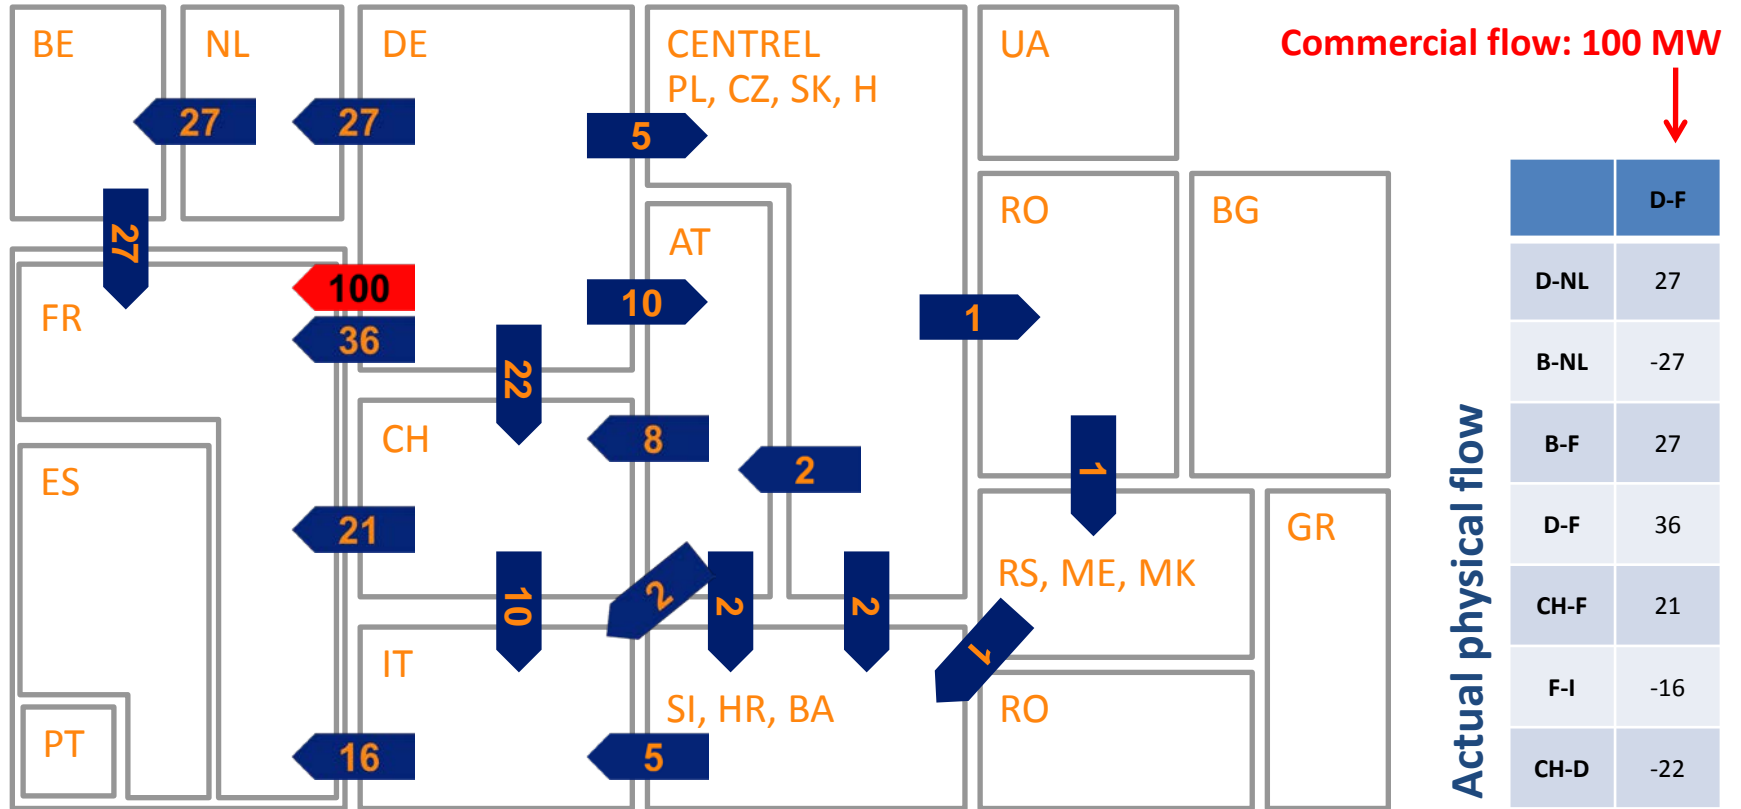 BE
NL
DE
CENTREL
PL, CZ, SK, H
UA
Commercial flow: 100 MW
27
27
5
27
RO
BG
AT
FR
100
36
10
1
22
CH
8
2
ES
21
1
GR
RS, ME, MK
10
2
2
2
1
IT
SI, HR, BA
RO
PT
16
5
Actual physical flow
D-F
D-NL 27
B-NL -27
B-F 27
D-F 36
CH-F 21
F-I -16
CH-D -22